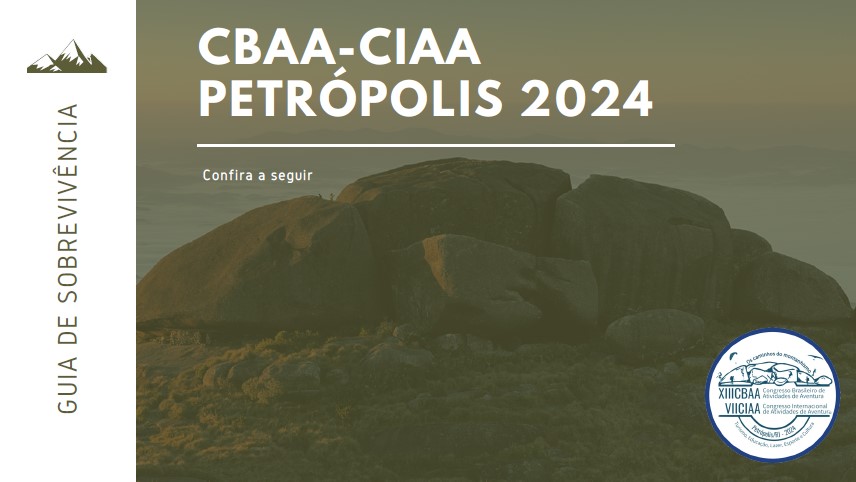 CBAA-CIAA
PETRÓPOLIS 2024
Confira a seguir
GUIA DE SOBREVIVÊNCIA
Os caminhos do montanhismo
XIIICBAA Congresso Brasileiro de
Atividades de Aventura
VIICIAA Congresso Internacional
de Atividades de Aventura
Petrópolis/RJ - 2024
Turismo, Educação, Lazer, Esporte e Cultura